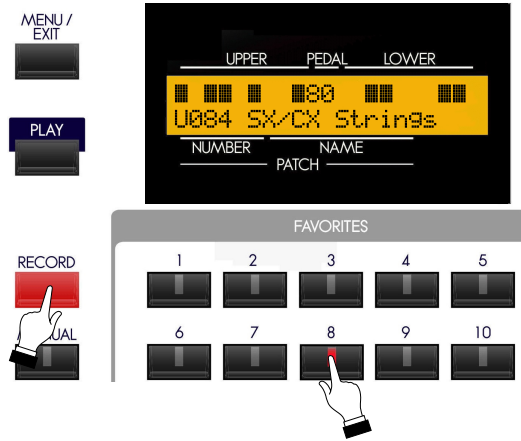 MENU /
EXIT
UPPER PEDAL LOWER
80
U084 SX/CX Strings
PLAY
NUMBER NAME
PATCH
FAVORITES
RECORD
1 2 3 4 5
6 7 8 9 10